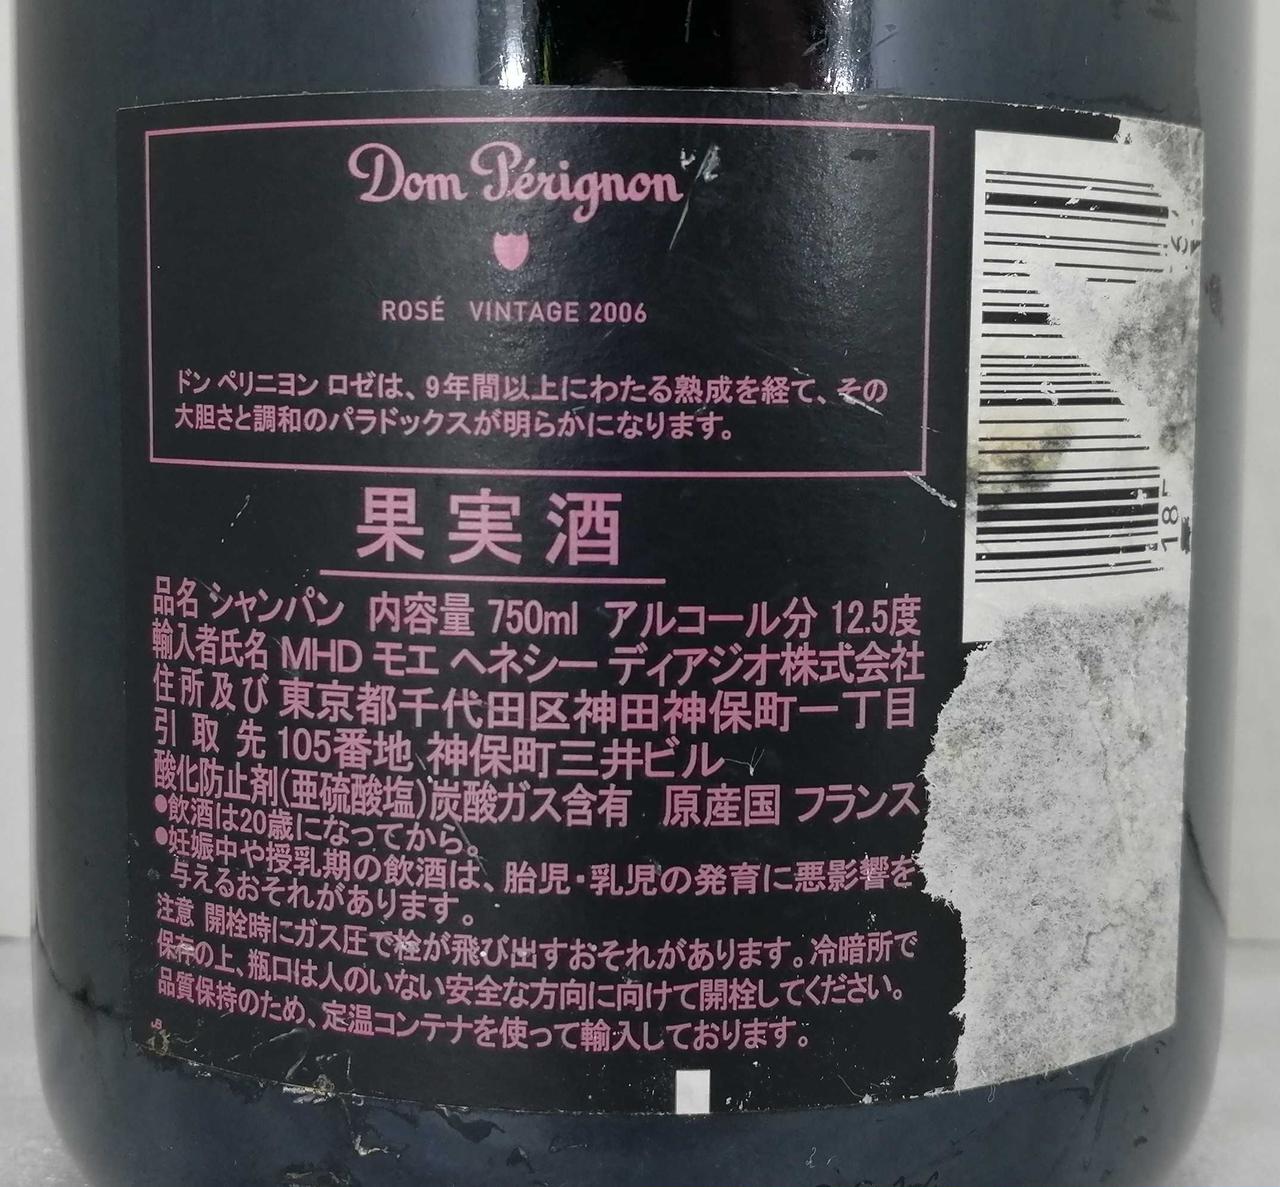 Dom Pérignon
ROSÉ VINTAGE 2006
ドン ペリニヨン ロゼは、9年間以上にわたる熟成を経て、その
大胆さと調和のパラドックスが明らかになります。
果実酒
品名 シャンパン 内容量 750ml アルコール分 12.5度
輸入者氏名 MHD モエ ヘネシー ディアジオ株式会社
住所及び 東京都千代田区神田神保町一丁目
引取先 105番地 神保町三井ビル
酸化防止剤(亜硫酸塩)炭酸ガス含有 原産国 フランス
●飲酒は20歳になってから。
●妊娠中や授乳期の飲酒は、胎児・乳児の発育に悪影響を
与えるおそれがあります。
注意 開栓時にガス圧で栓が飛び出すおそれがあります。冷暗所で
保存の上、瓶口は人のいない安全な方向に向けて開栓してください。
品質保持のため、定温コンテナを使って輸入しております。
JB